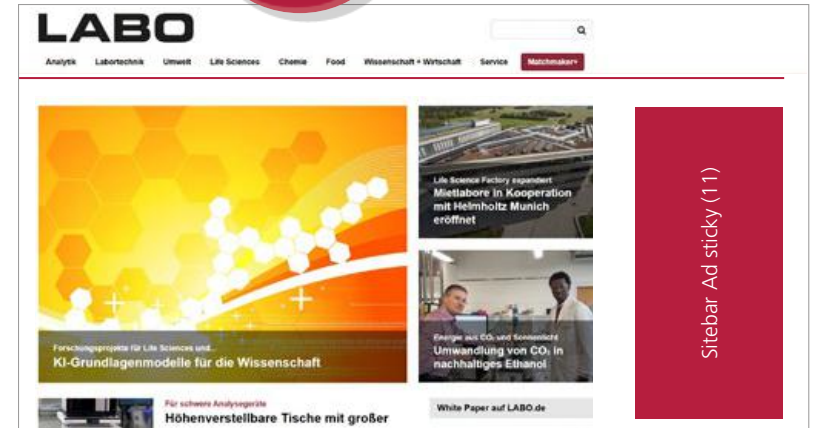 LABO
Analytik Labortechnik Umwelt Life Sciences Chemie Food Wissenschaft + Wirtschaft Service Matchmaker+
Forschungsprojekte für Life Sciences und...
KI-Grundlagenmodelle für die Wissenschaft
Life Science Factory expandiert
Mietlabore in Kooperation
mit Helmholtz Munich
eröffnet
Energie aus CO₂ und Sonnenlicht
Umwandlung von CO₂ in
nachhaltiges Ethanol
Sitebar Ad sticky (11)
Für schwere Analysegeräte
Höhenverstellbare Tische mit großer
White Paper auf LABO.de